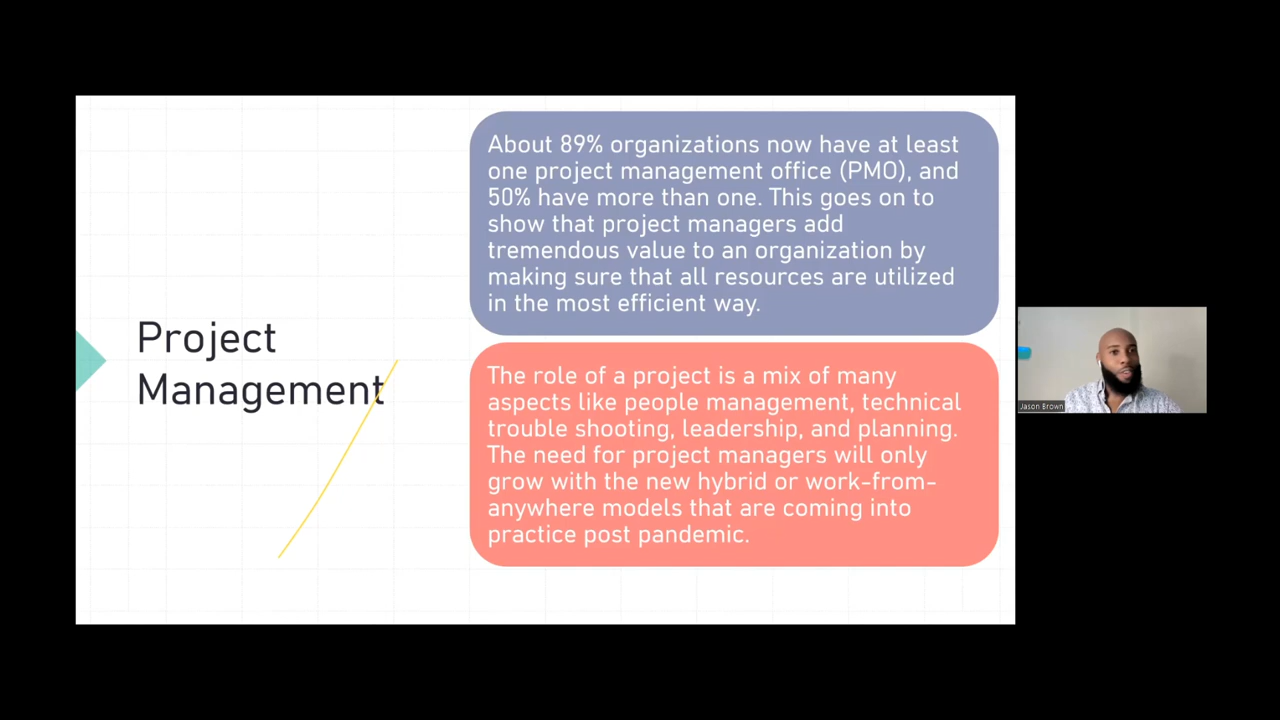 Project
Management
About 89% organizations now have at least
one project management office (PMO), and
50% have more than one. This goes on to
show that project managers add
tremendous value to an organization by
making sure that all resources are utilized
in the most efficient way.
The role of a project is a mix of many
aspects like people management, technical
trouble shooting, leadership, and planning.
The need for project managers will only
grow with the new hybrid or work-from-
anywhere models that are coming into
practice post pandemic.
Jason Brown